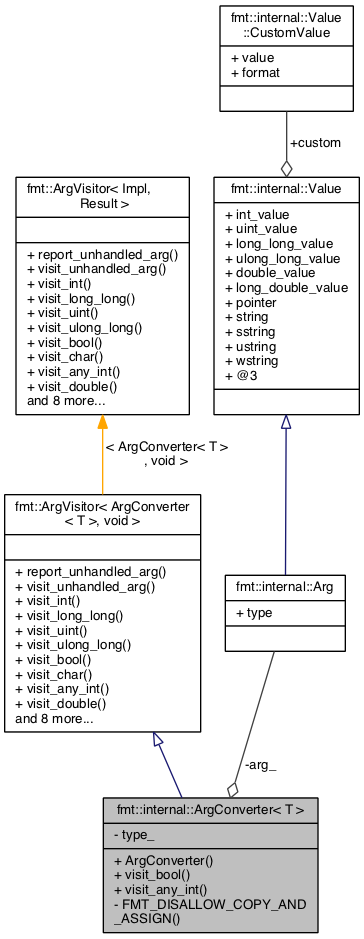 fmt::internal::Value
::CustomValue
+ value
+ format
+custom
fmt::ArgVisitor< Impl,
Result >
+ report_unhandled_arg()
+ visit_unhandled_arg()
+ visit_int()
+ visit_long_long()
+ visit_uint()
+ visit_ulong_long()
+ visit_bool()
+ visit_char()
+ visit_any_int()
+ visit_double()
and 8 more...
fmt::internal::Value
+ int_value
+ uint_value
+ long_long_value
+ ulong_long_value
+ double_value
+ long_double_value
+ pointer
+ string
+ sstring
+ ustring
+ wstring
+ @3
< ArgConverter< T >
, void >
fmt::ArgVisitor< ArgConverter
< T >, void >
+ report_unhandled_arg()
+ visit_unhandled_arg()
+ visit_int()
+ visit_long_long()
+ visit_uint()
+ visit_ulong_long()
+ visit_bool()
+ visit_char()
+ visit_any_int()
+ visit_double()
and 8 more...
fmt::internal::Arg
+ type
-arg_
fmt::internal::ArgConverter< T >
- type_
+ ArgConverter()
+ visit_bool()
+ visit_any_int()
- FMT_DISALLOW_COPY_AND
_ASSIGN()